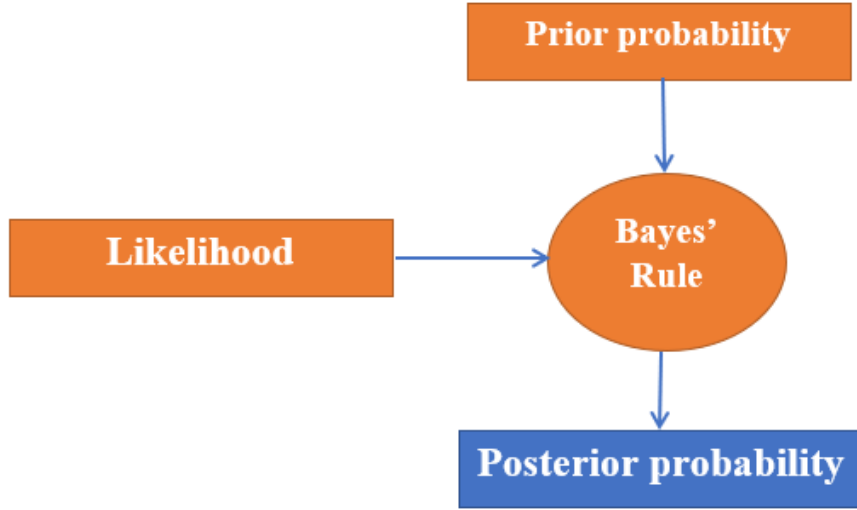 Prior probability
Likelihood
Bayes’
Rule
Posterior probability